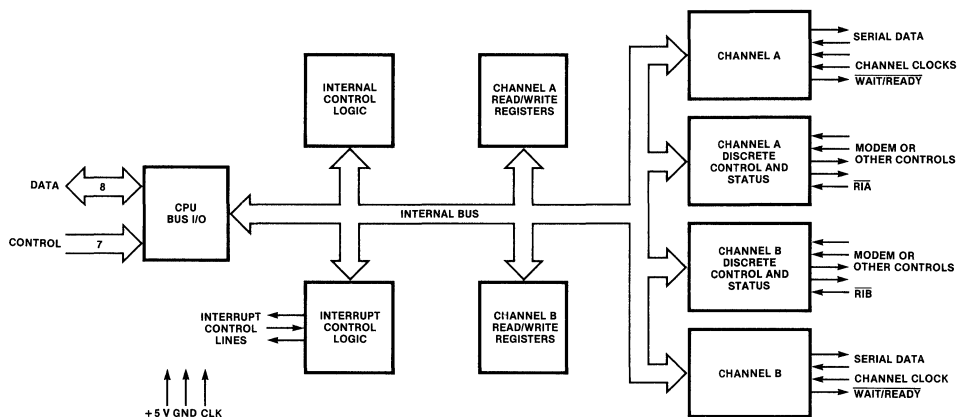 INTERNAL
CONTROL
LOGIC
CHANNEL A
READ/WRITE
REGISTERS
CHANNEL A
SERIAL DATA
CHANNEL CLOCKS
WAIT/READY
CHANNEL A
DISCRETE
CONTROL AND
STATUS
MODEM OR
OTHER CONTROLS
RIA
DATA
8
CPU
BUS I/O
INTERNAL BUS
CONTROL
7
CHANNEL B
DISCRETE
CONTROL AND
STATUS
MODEM OR
OTHER CONTROLS
RIB
INTERRUPT
CONTROL
LINES
INTERRUPT
CONTROL
LOGIC
CHANNEL B
READ/WRITE
REGISTERS
CHANNEL B
SERIAL DATA
CHANNEL CLOCK
WAIT/READY
+5 V GND CLK